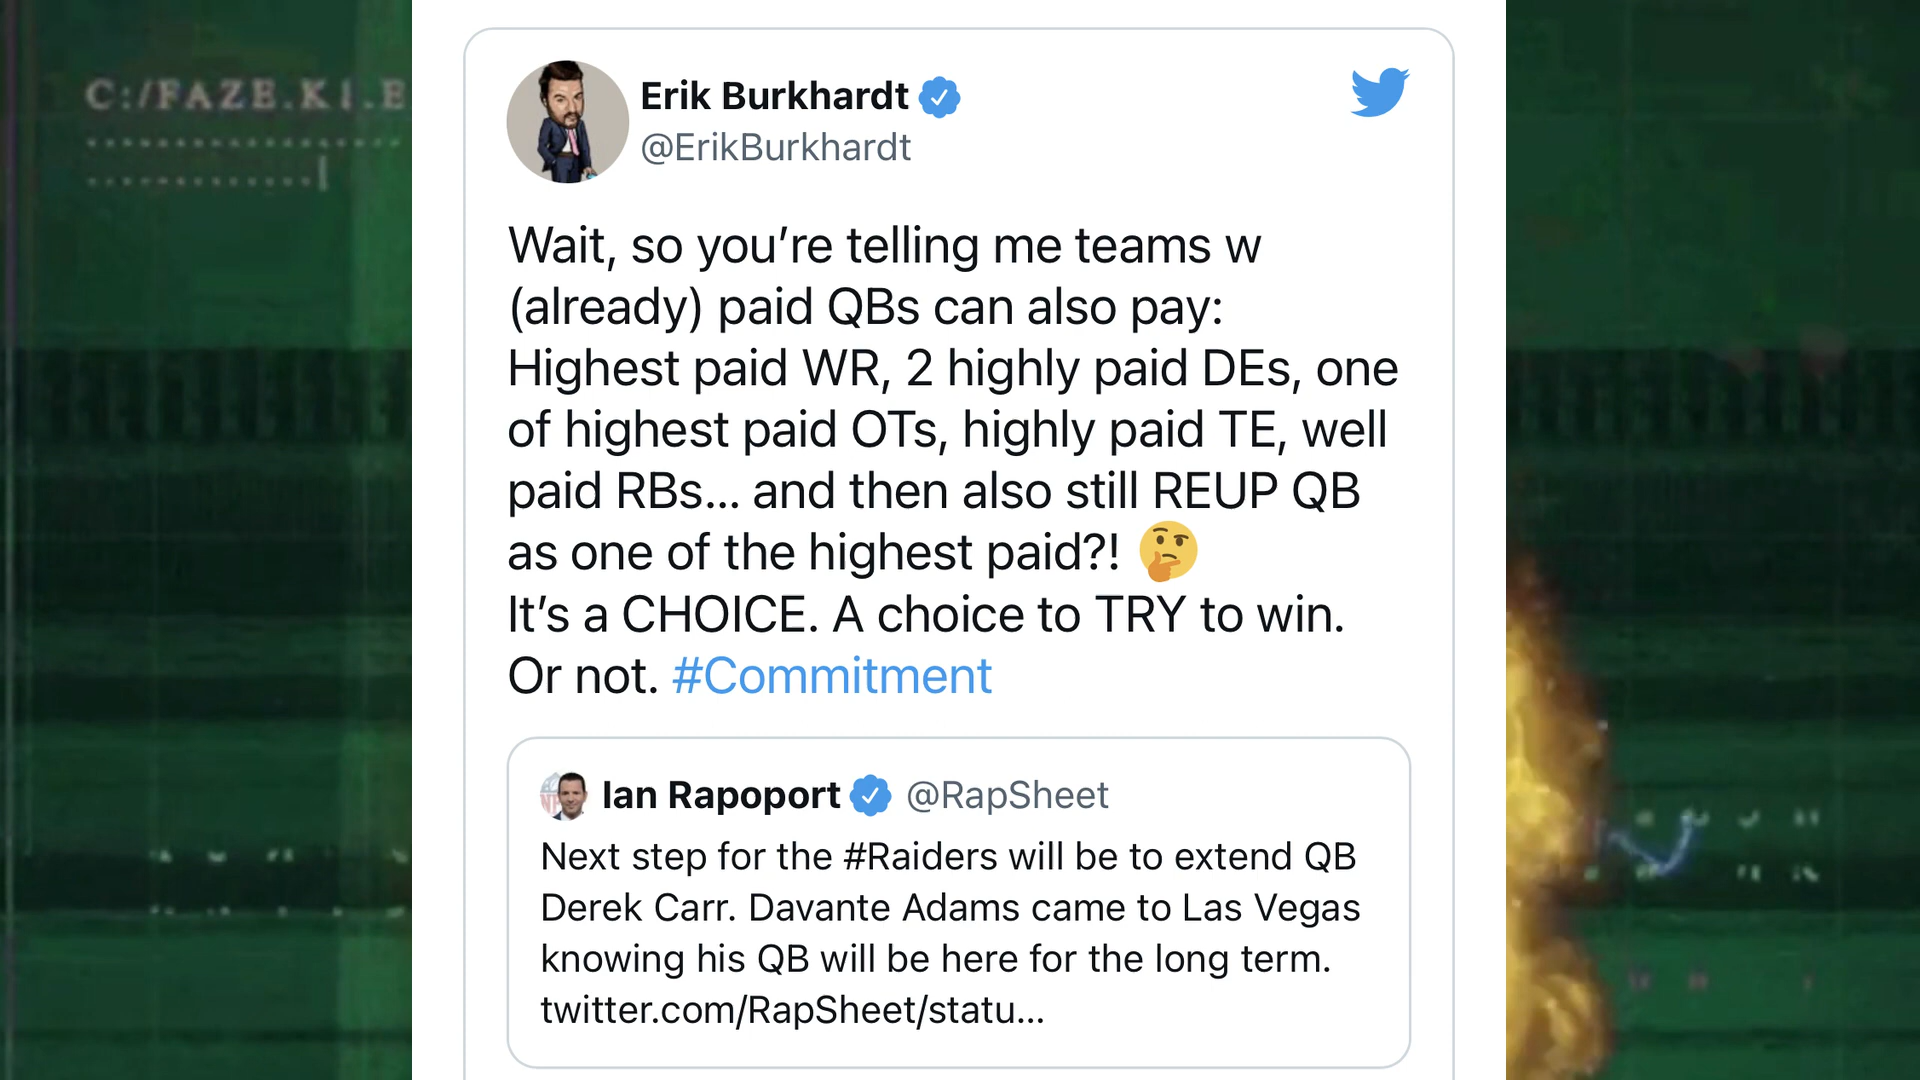 C:/FAZE.K1.E
Erik Burkhardt
@ErikBurkhardt
Wait, so you’re telling me teams w
(already) paid QBs can also pay:
Highest paid WR, 2 highly paid DEs, one
of highest paid OTs, highly paid TE, well
paid RBs... and then also still REUP QB
as one of the highest paid?! 🤔
It’s a CHOICE. A choice to TRY to win.
Or not. #Commitment
Ian Rapoport @RapSheet
Next step for the #Raiders will be to extend QB
Derek Carr. Davante Adams came to Las Vegas
knowing his QB will be here for the long term.
twitter.com/RapSheet/statu...